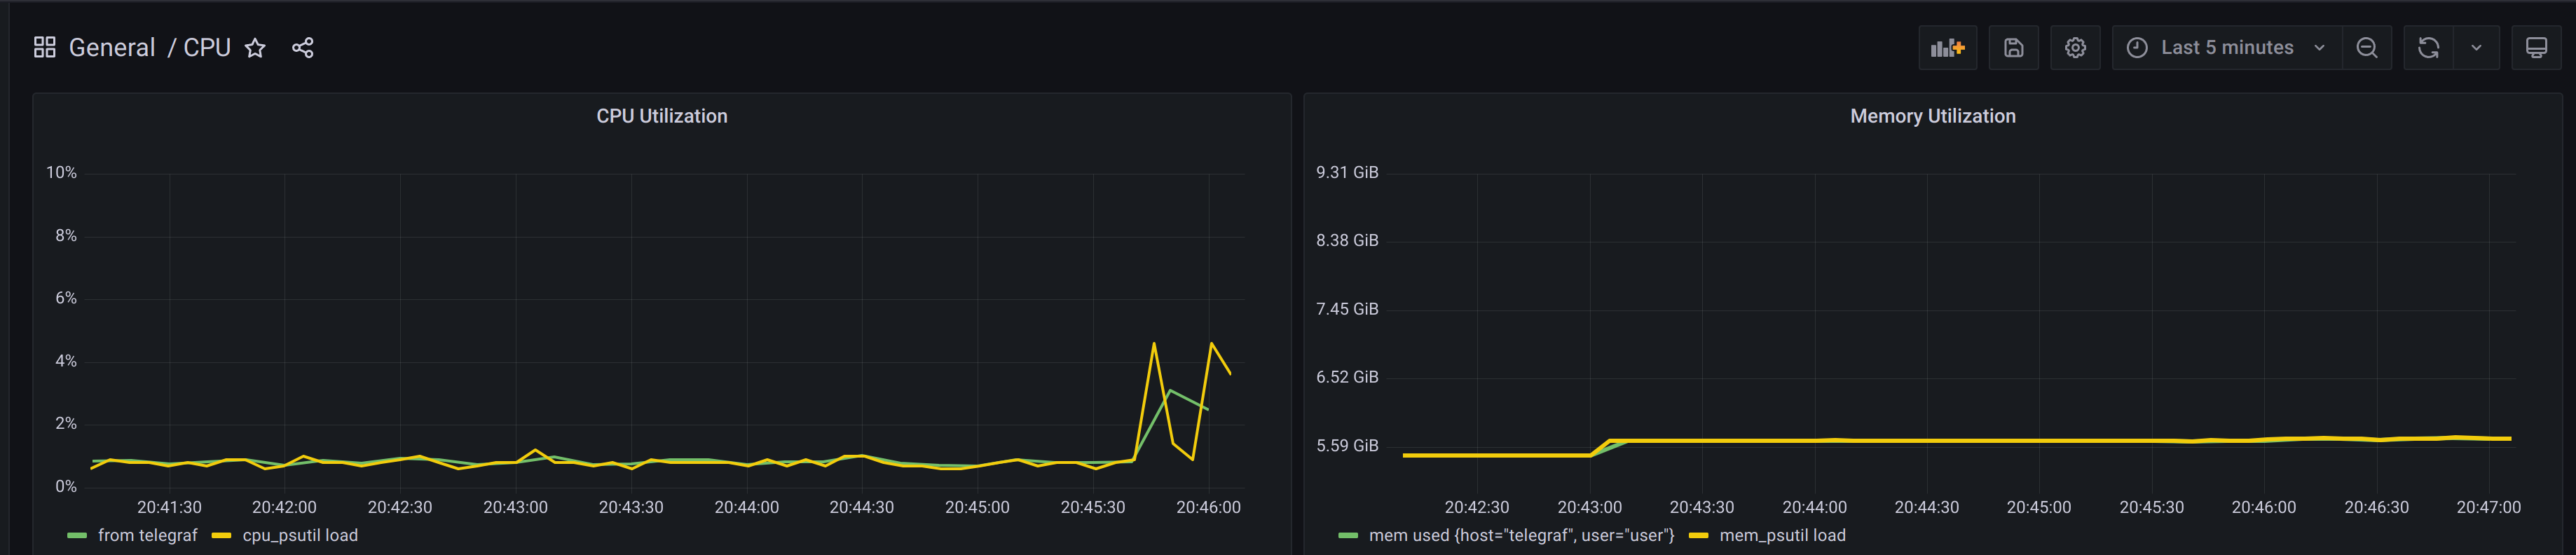 General / CPU
Last 5 minutes
CPU Utilization
10%
8%
6%
4%
2%
0%
20:41:30 20:42:00 20:42:30 20:43:00 20:43:30 20:44:00 20:44:30 20:45:00 20:45:30 20:46:00
from telegraf cpu_psutil load
Memory Utilization
9.31 GiB
8.38 GiB
7.45 GiB
6.52 GiB
5.59 GiB
20:42:30 20:43:00 20:43:30 20:44:00 20:44:30 20:45:00 20:45:30 20:46:00 20:46:30 20:47:00
mem used {host="telegraf", user="user"} mem_psutil load